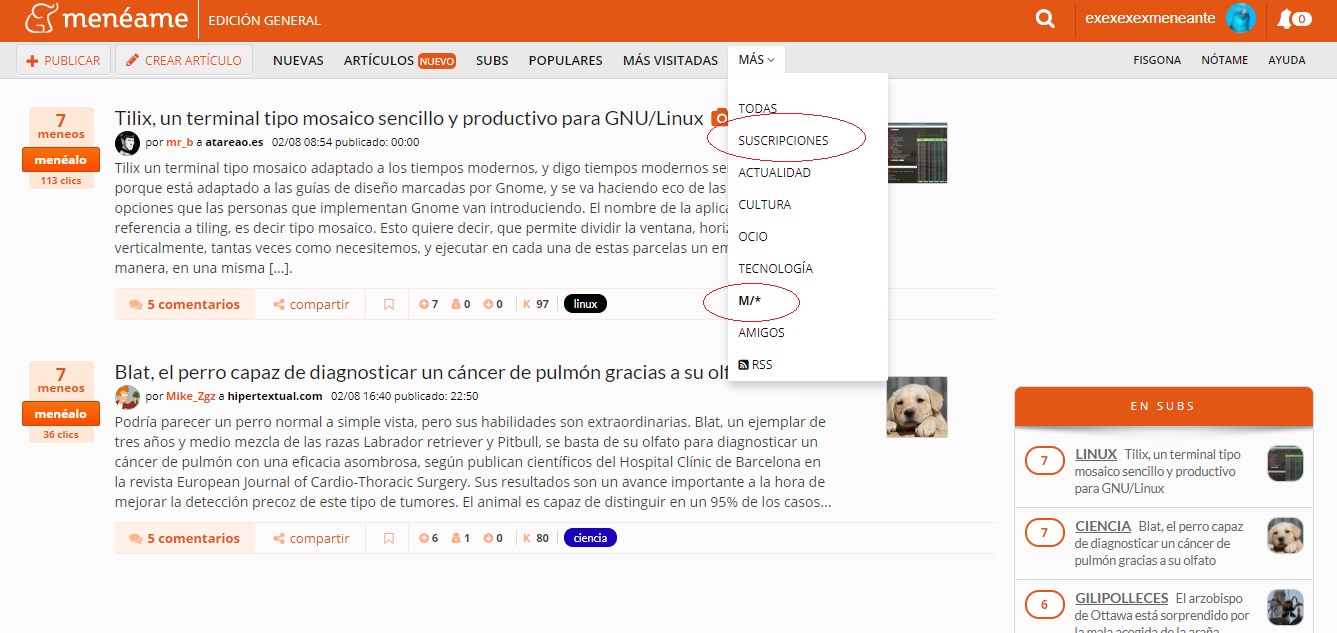 menéame EDICIÓN GENERAL exexexexmeneante 0
PUBLICAR CREAR ARTÍCULO NUEVAS ARTÍCULOS NUEVO SUBS POPULARES MÁS VISITADAS MÁS FISGONA NÓTAME AYUDA
TODAS
SUSCRIPCIONES
ACTUALIDAD
CULTURA
OCIO
TECNOLOGÍA
M/*
AMIGOS
RSS
7
meneos
menéalo
113 clics
Tilix, un terminal tipo mosaico sencillo y productivo para GNU/Linux
por mr_b a atareao.es 02/08 08:54 publicado: 00:00
Tilix un terminal tipo mosaico adaptado a los tiempos modernos, y digo tiempos modernos
porque está adaptado a las guías de diseño marcadas por Gnome, y se va haciendo eco de las
opciones que las personas que implementan Gnome van introduciendo. El nombre de la
referencia a tiling, es decir tipo mosaico. Esto quiere decir, que permite dividir la ventana,
verticalmente, tantas veces como necesitemos, y ejecutar en cada una de estas parcelas un
manera, en una misma [...].
5 comentarios compartir 7 0 0 K 97 linux
7
meneos
menéalo
36 clics
Blat, el perro capaz de diagnosticar un cáncer de pulmón gracias a su
por Mike_Zgz a hipertextual.com 02/08 16:40 publicado: 22:50
Podría parecer un perro normal a simple vista, pero sus habilidades son extraordinarias. Blat, un ejemplar de
tres años y medio mezcla de las razas Labrador retriever y Pitbull, se basta de su olfato para diagnosticar un
cáncer de pulmón con una eficacia asombrosa, según publican científicos del Hospital Clínic de Barcelona en
la revista European Journal of Cardio-Thoracic Surgery. Sus resultados son un avance importante a la hora de
mejorar la detección precoz de este tipo de tumores. El animal es capaz de distinguir en un 95% de los casos...
5 comentarios compartir 6 1 0 K 80 ciencia
EN SUBS
7 LINUX Tilix, un terminal tipo
mosaico sencillo y productivo
para GNU/Linux
7 CIENCIA Blat, el perro capaz
de diagnosticar un cáncer de
pulmón gracias a su olfato
6 GILIPOLLECES El arzobispo
de Ottawa está sorprendido por
la mala acogida de la araña